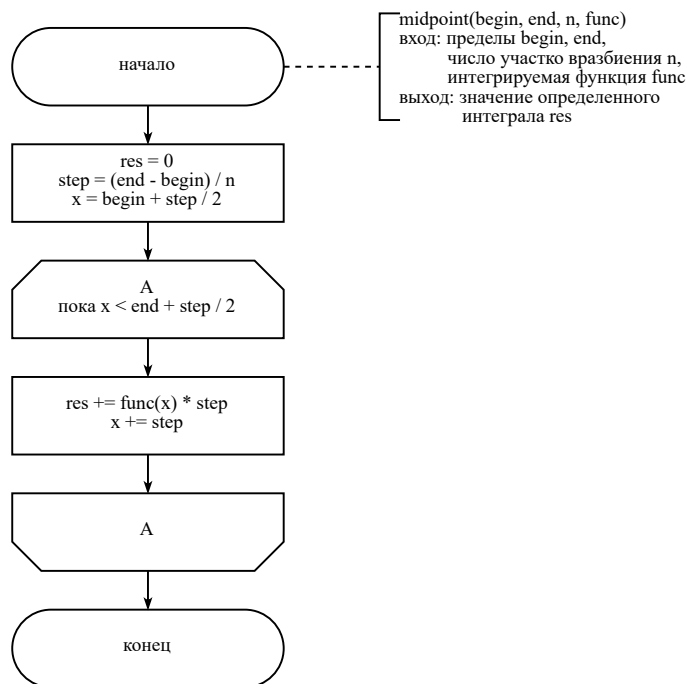 начало
midpoint(begin, end, n, func)
вход: пределы begin, end,
число участко вразбиения n,
интегрируемая функция func
выход: значение определенного
интеграла res
res = 0
step = (end - begin) / n
x = begin + step / 2
A
пока x < end + step / 2
res += func(x) * step
x += step
A
конец